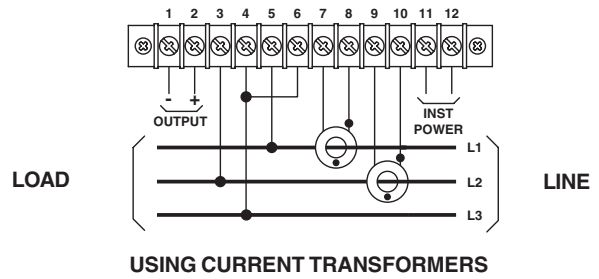 1 2 3 4 5 6 7 8 9 10 11 12
- +
OUTPUT
INST
POWER
L1
LOAD
L2
LINE
L3
USING CURRENT TRANSFORMERS